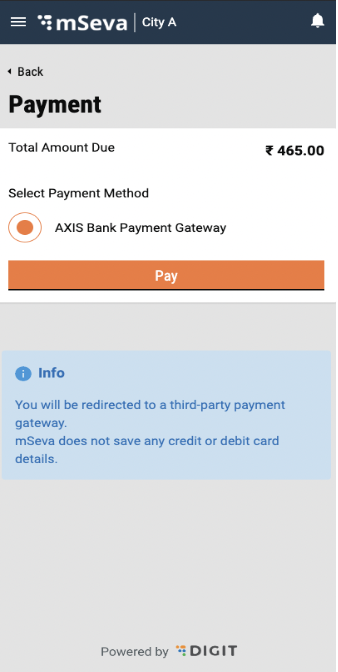 mSeva City A
Back
Payment
Total Amount Due
₹ 465.00
Select Payment Method
AXIS Bank Payment Gateway
Pay
Info
You will be redirected to a third-party payment
gateway.
mSeva does not save any credit or debit card
details.
Powered by DIGIT